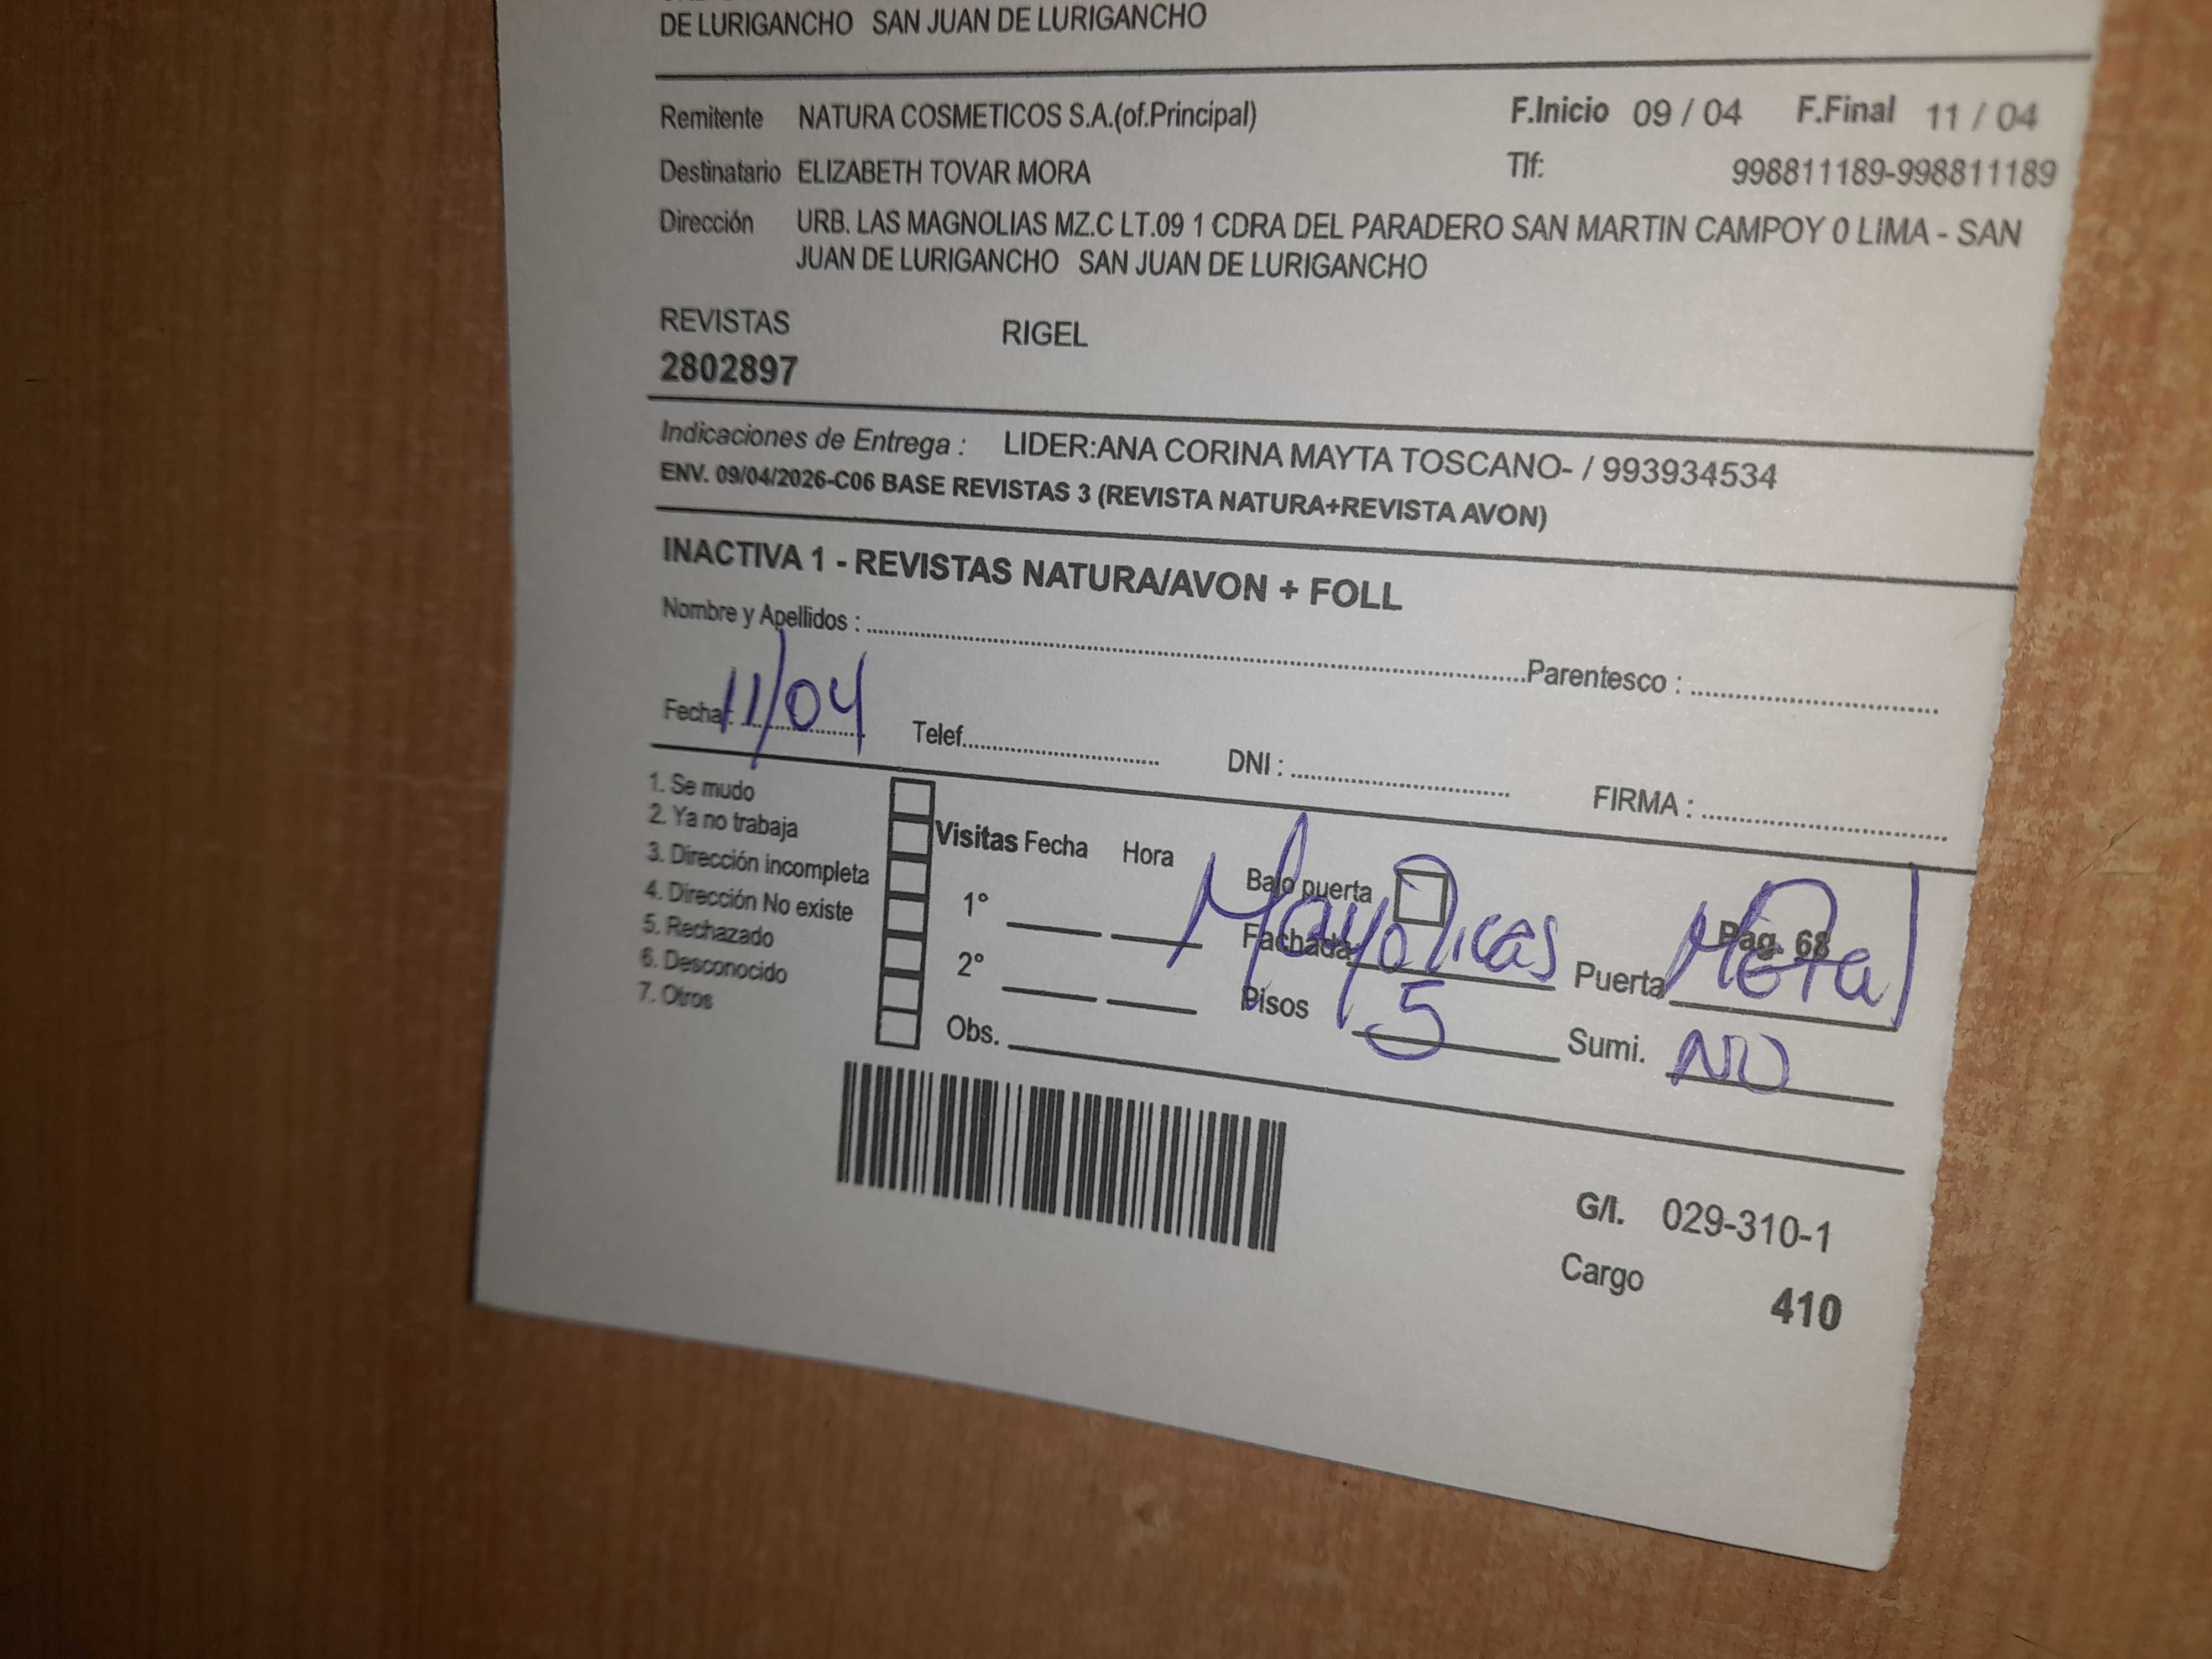 DE LURIGANCHO SAN JUAN DE LURIGANCHO
Remitente NATURA COSMETICOS S.A.(of.Principal) F.Inicio 09 / 04 F.Final 11 / 04
Destinatario ELIZABETH TOVAR MORA Tlf: 998811189-998811189
Dirección URB. LAS MAGNOLIAS MZ.C LT.09 1 CDRA DEL PARADERO SAN MARTIN CAMPOY 0 LIMA - SAN
JUAN DE LURIGANCHO SAN JUAN DE LURIGANCHO
REVISTAS RIGEL
2802897
Indicaciones de Entrega : LIDER:ANA CORINA MAYTA TOSCANO- / 993934534
ENV. 09/04/2026-C06 BASE REVISTAS 3 (REVISTA NATURA+REVISTA AVON)
INACTIVA 1 - REVISTAS NATURA/AVON + FOLL
Nombre y Apellidos : Parentesco :
Fecha: 11/04 Telef. DNI : FIRMA :
1. Se mudo
2. Ya no trabaja
3. Dirección incompleta
4. Dirección No existe
5. Rechazado
6. Desconocido
7. Otros
Visitas Fecha Hora
1°
2°
Obs.
Bajo puerta Pag. 68
Fachada Mayolicas Puerta Metal
Pisos 5 Sumi. NO
G/I. 029-310-1
Cargo 410